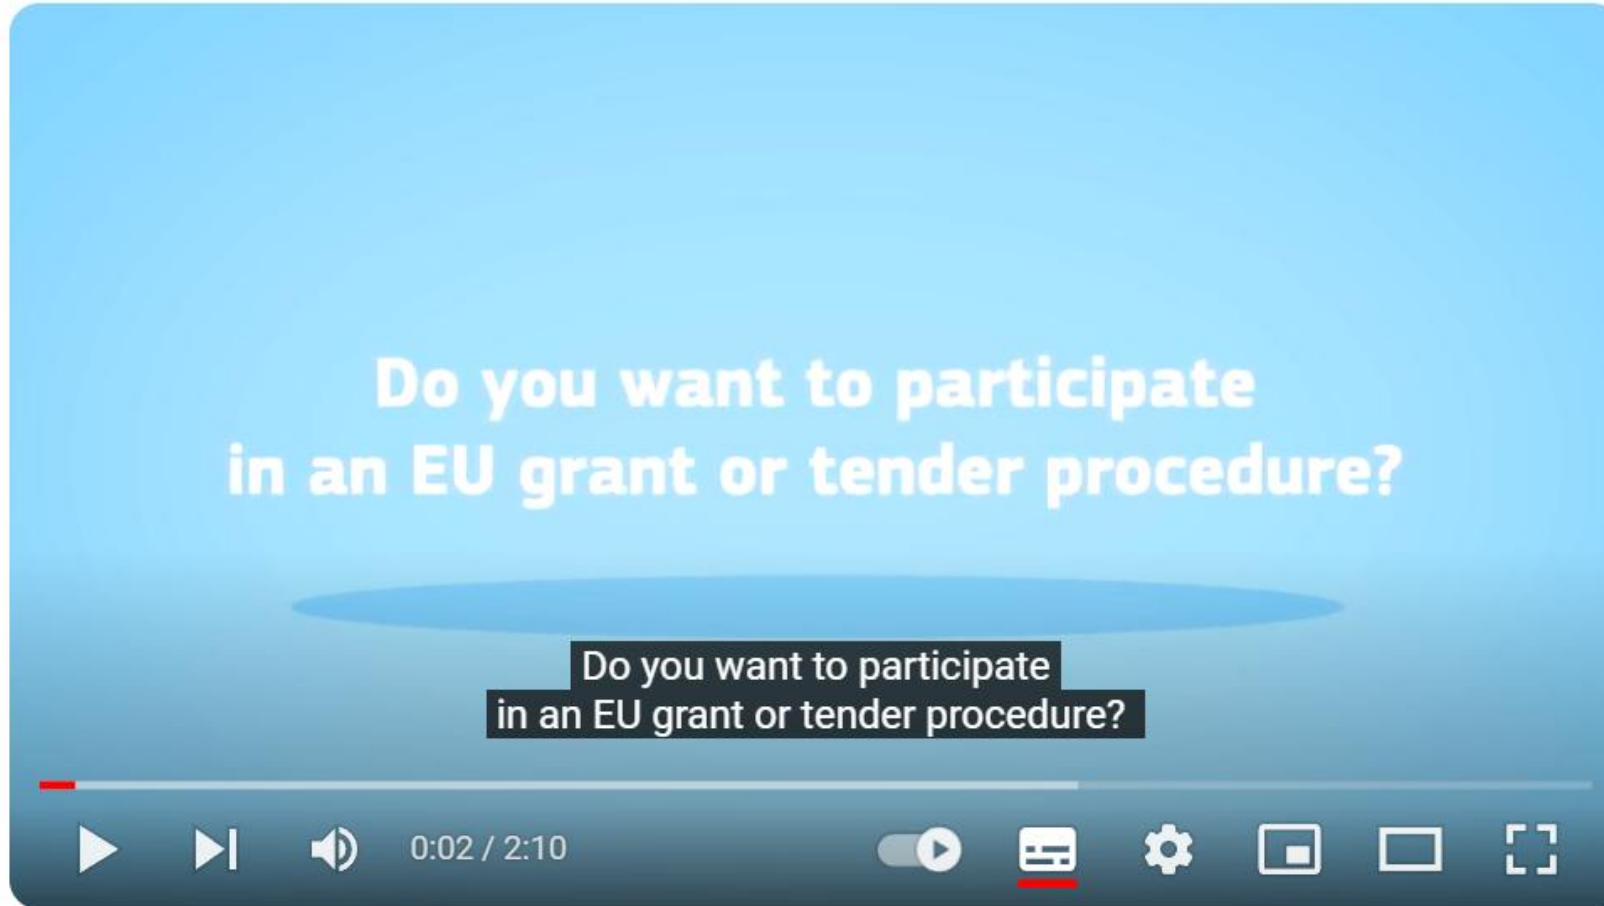 Do you want to participate
in an EU grant or tender procedure?
Do you want to participate
in an EU grant or tender procedure?
0:02 / 2:10